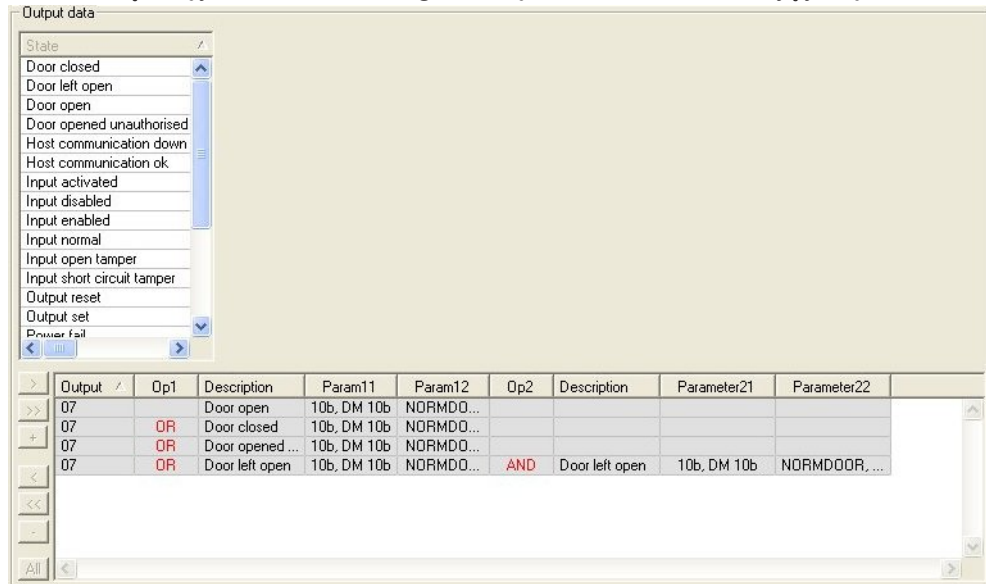 Output data
State
Door closed
Door left open
Door open
Door opened unauthorised
Host communication down
Host communication ok
Input activated
Input disabled
Input enabled
Input normal
Input open tamper
Input short circuit tamper
Output reset
Output set
Power fail
> Output Op1 Description Param11 Param12 Op2 Description Parameter21 Parameter22
>> 07 Door open 10b, DM 10b NORMDO...
07 OR Door closed 10b, DM 10b NORMDO...
+ 07 OR Door opened ... 10b, DM 10b NORMDO...
07 OR Door left open 10b, DM 10b NORMDO... AND Door left open 10b, DM 10b NORMDOOR, ...
<
<<
-
All